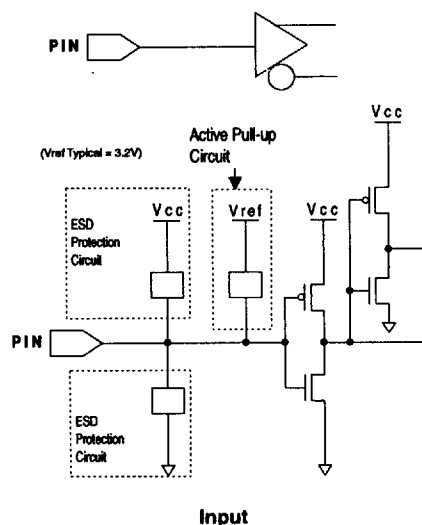 PIN
Active Pull-up
Circuit
Vcc
(Vref Typical = 3.2V)
Vcc
Vref
Vcc
ESD
Protection
Circuit
PIN
ESD
Protection
Circuit
Input